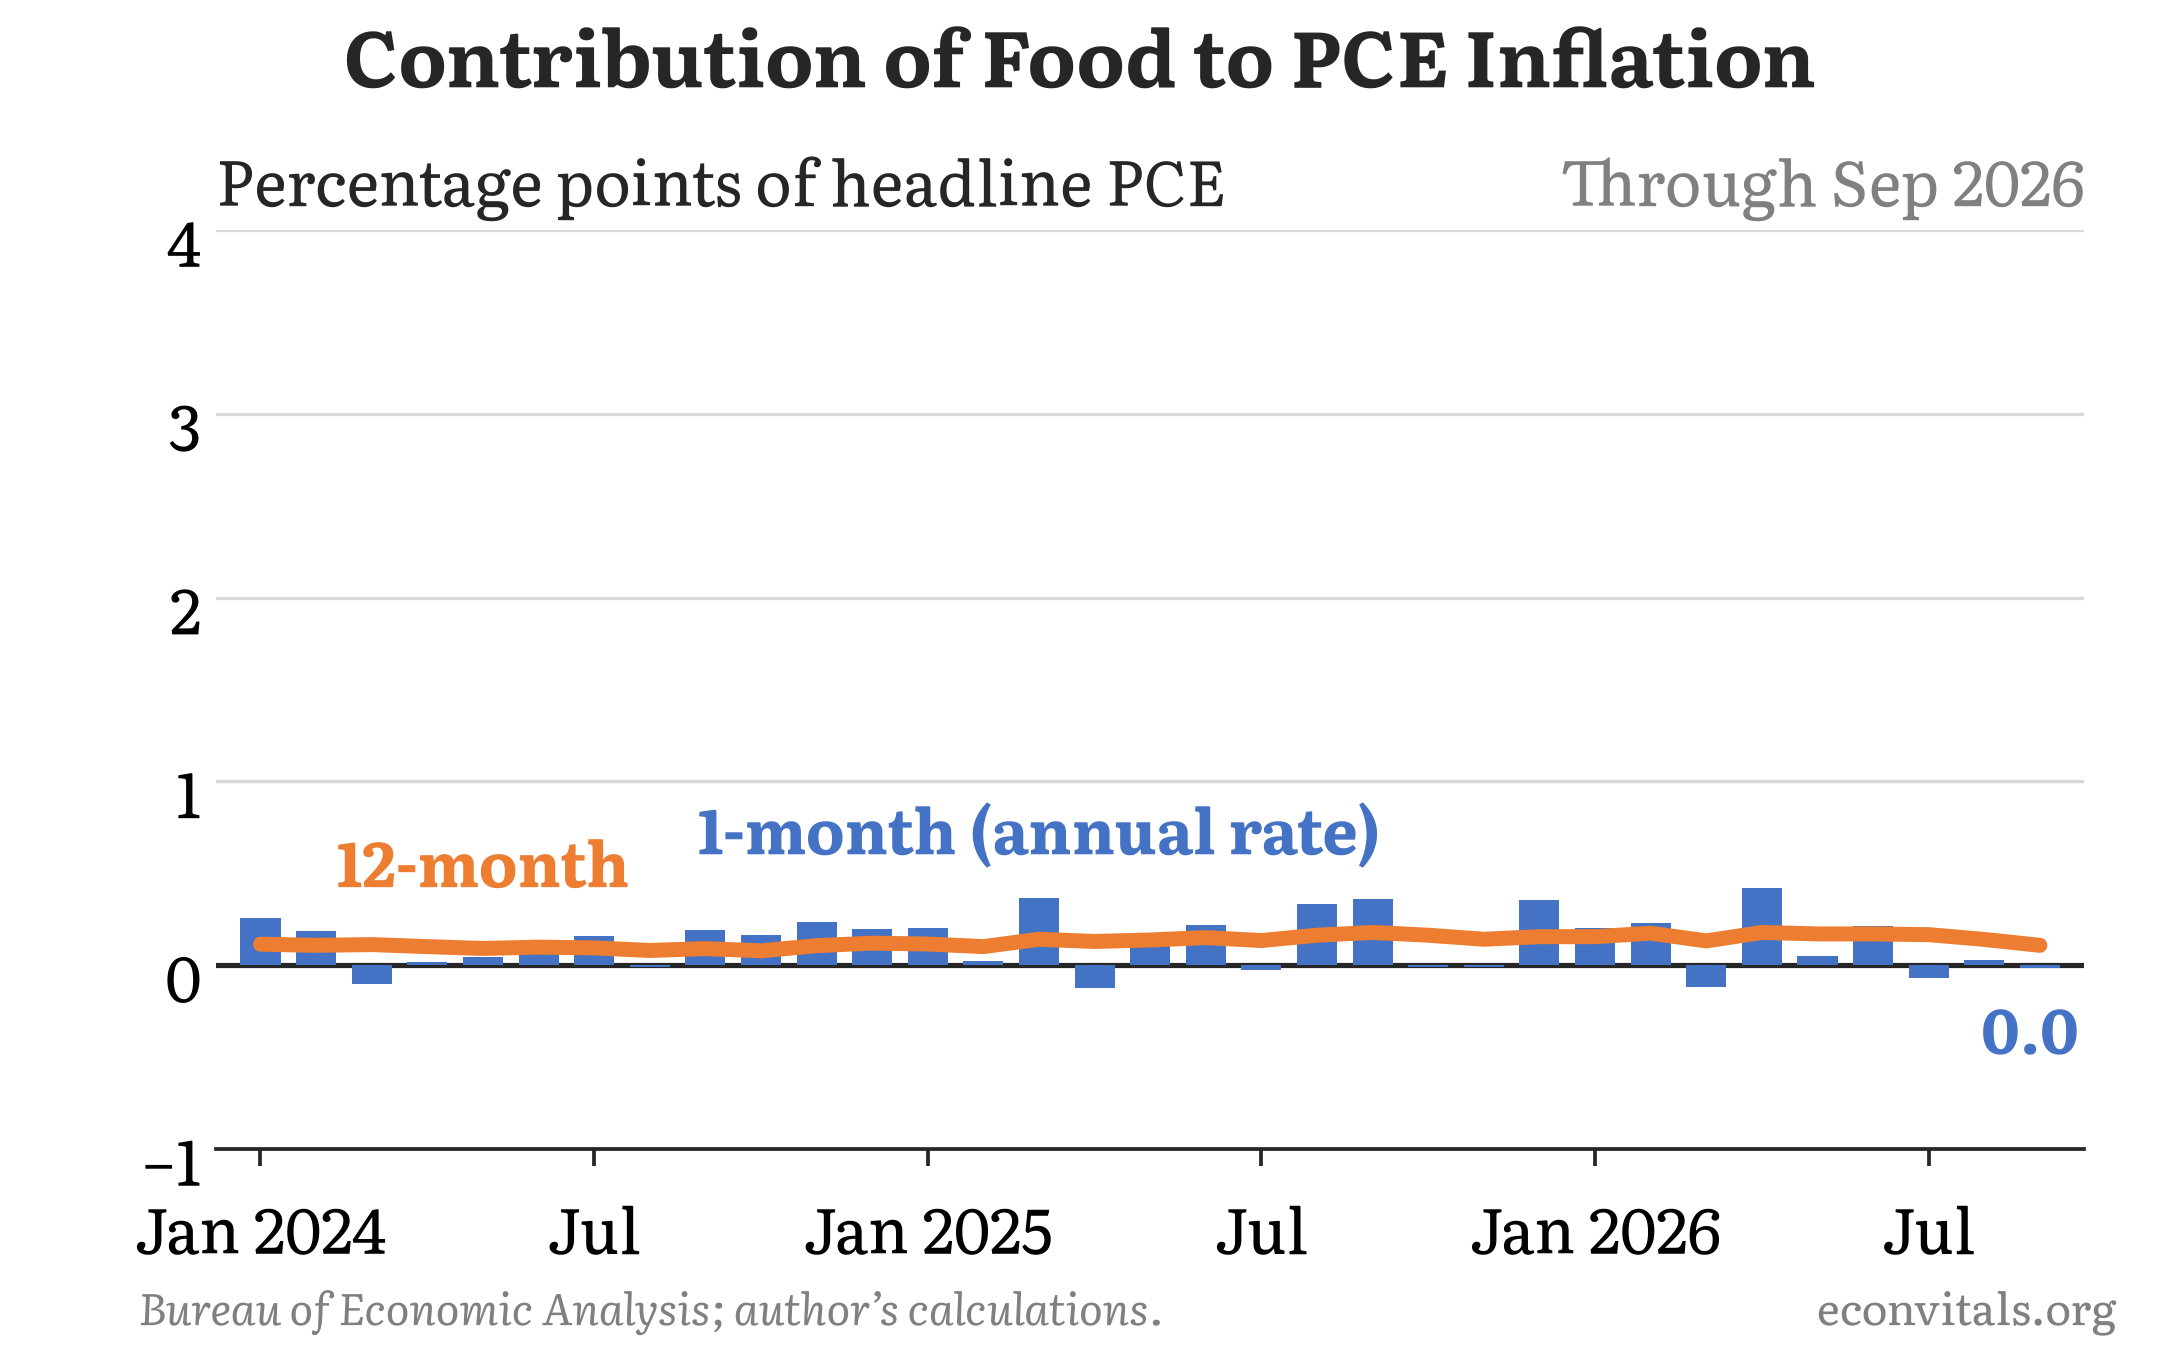 Contribution of Food to PCE Inflation
Percentage points of headline PCE
Through Sep 2026
4
3
2
1
0
−1
12-month
1-month (annual rate)
0.0
Jan 2024
Jul
Jan 2025
Jul
Jan 2026
Jul
Bureau of Economic Analysis; author’s calculations.
econvitals.org